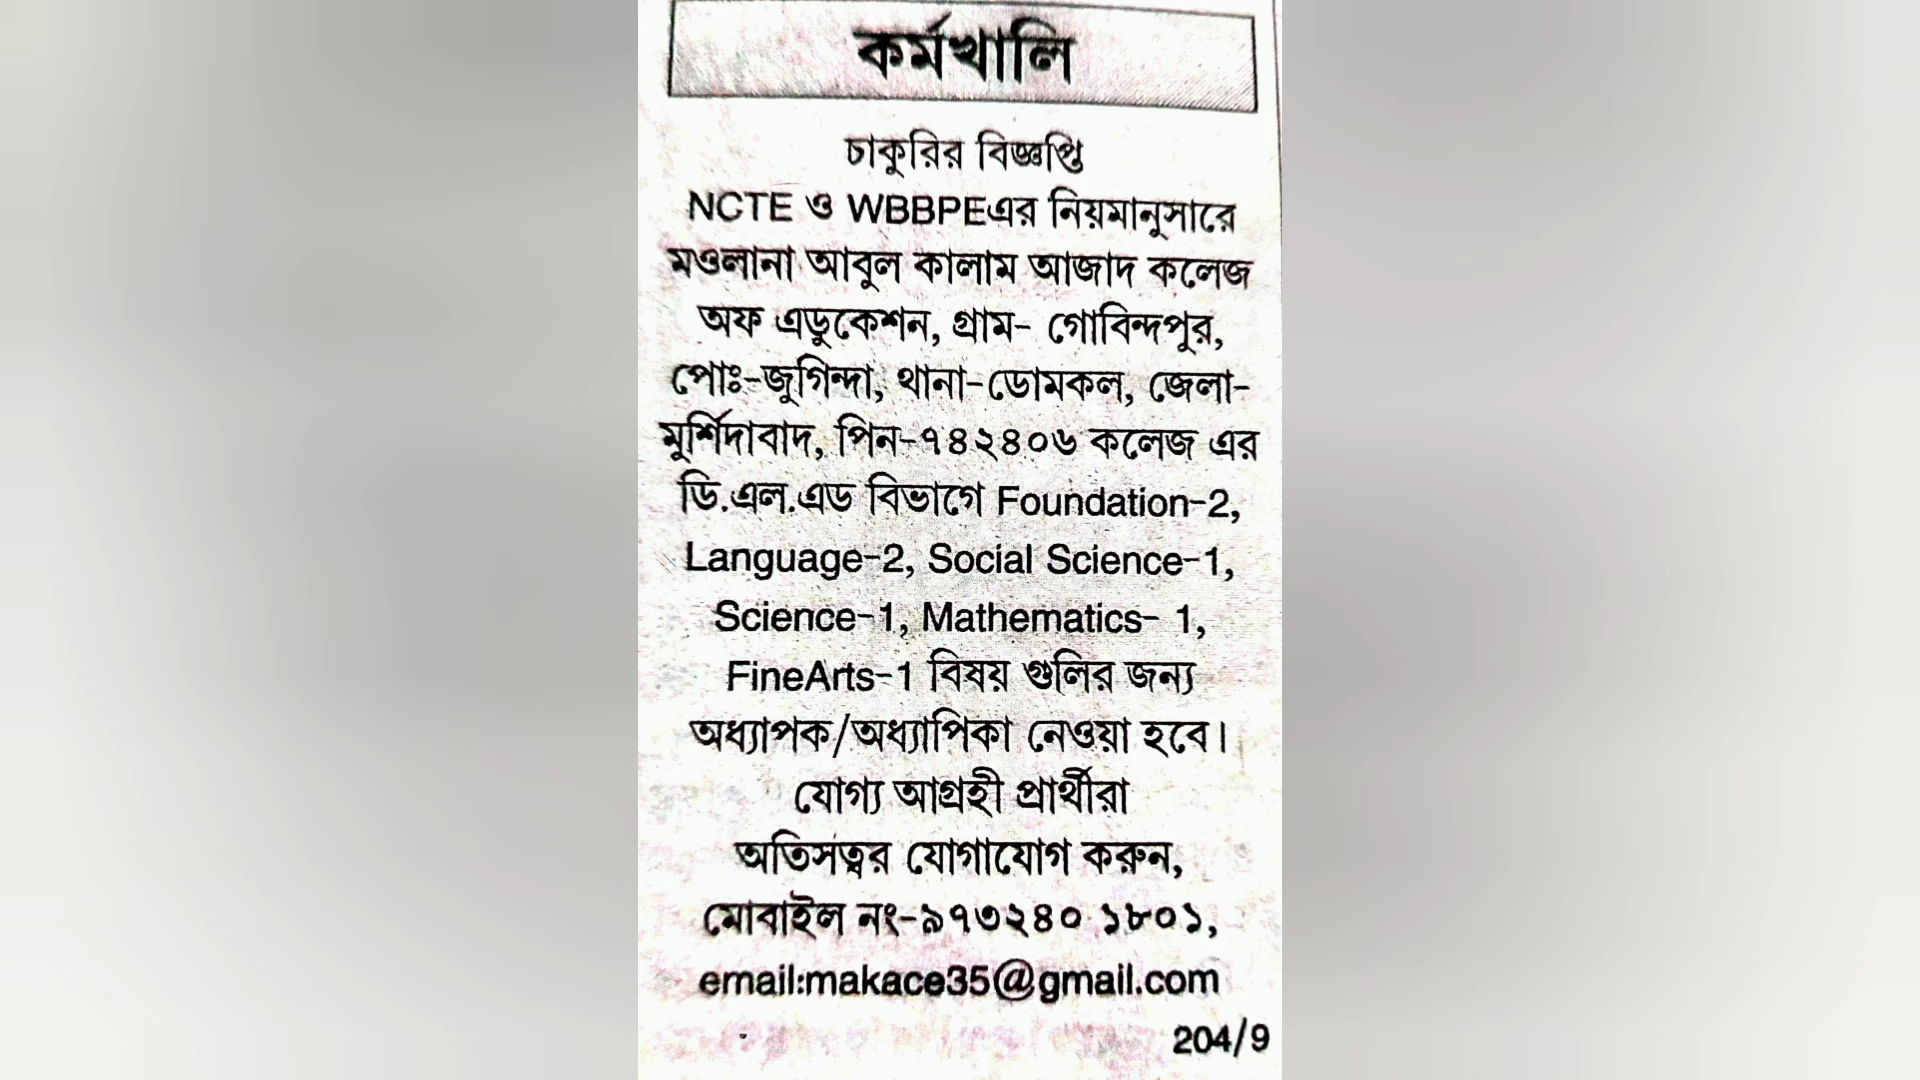 কর্মখালি
চাকুরির বিজ্ঞপ্তি
NCTE ও WBBPEএর নিয়মানুসারে
মওলানা আবুল কালাম আজাদ কলেজ
অফ এডুকেশন, গ্রাম- গোবিন্দপুর,
পোঃ-জুগিন্দা, থানা-ডোমকল, জেলা-
মুর্শিদাবাদ, পিন-৭৪২৪০৬ কলেজ এর
ডি.এল.এড বিভাগে Foundation-2,
Language-2, Social Science-1,
Science-1, Mathematics- 1,
FineArts-1 বিষয় গুলির জন্য
অধ্যাপক/অধ্যাপিকা নেওয়া হবে।
যোগ্য আগ্রহী প্রার্থীরা
অতিসত্বর যোগাযোগ করুন,
মোবাইল নং-৯৭৩২৪০ ১৮০১,
email:makace35@gmail.com
204/9